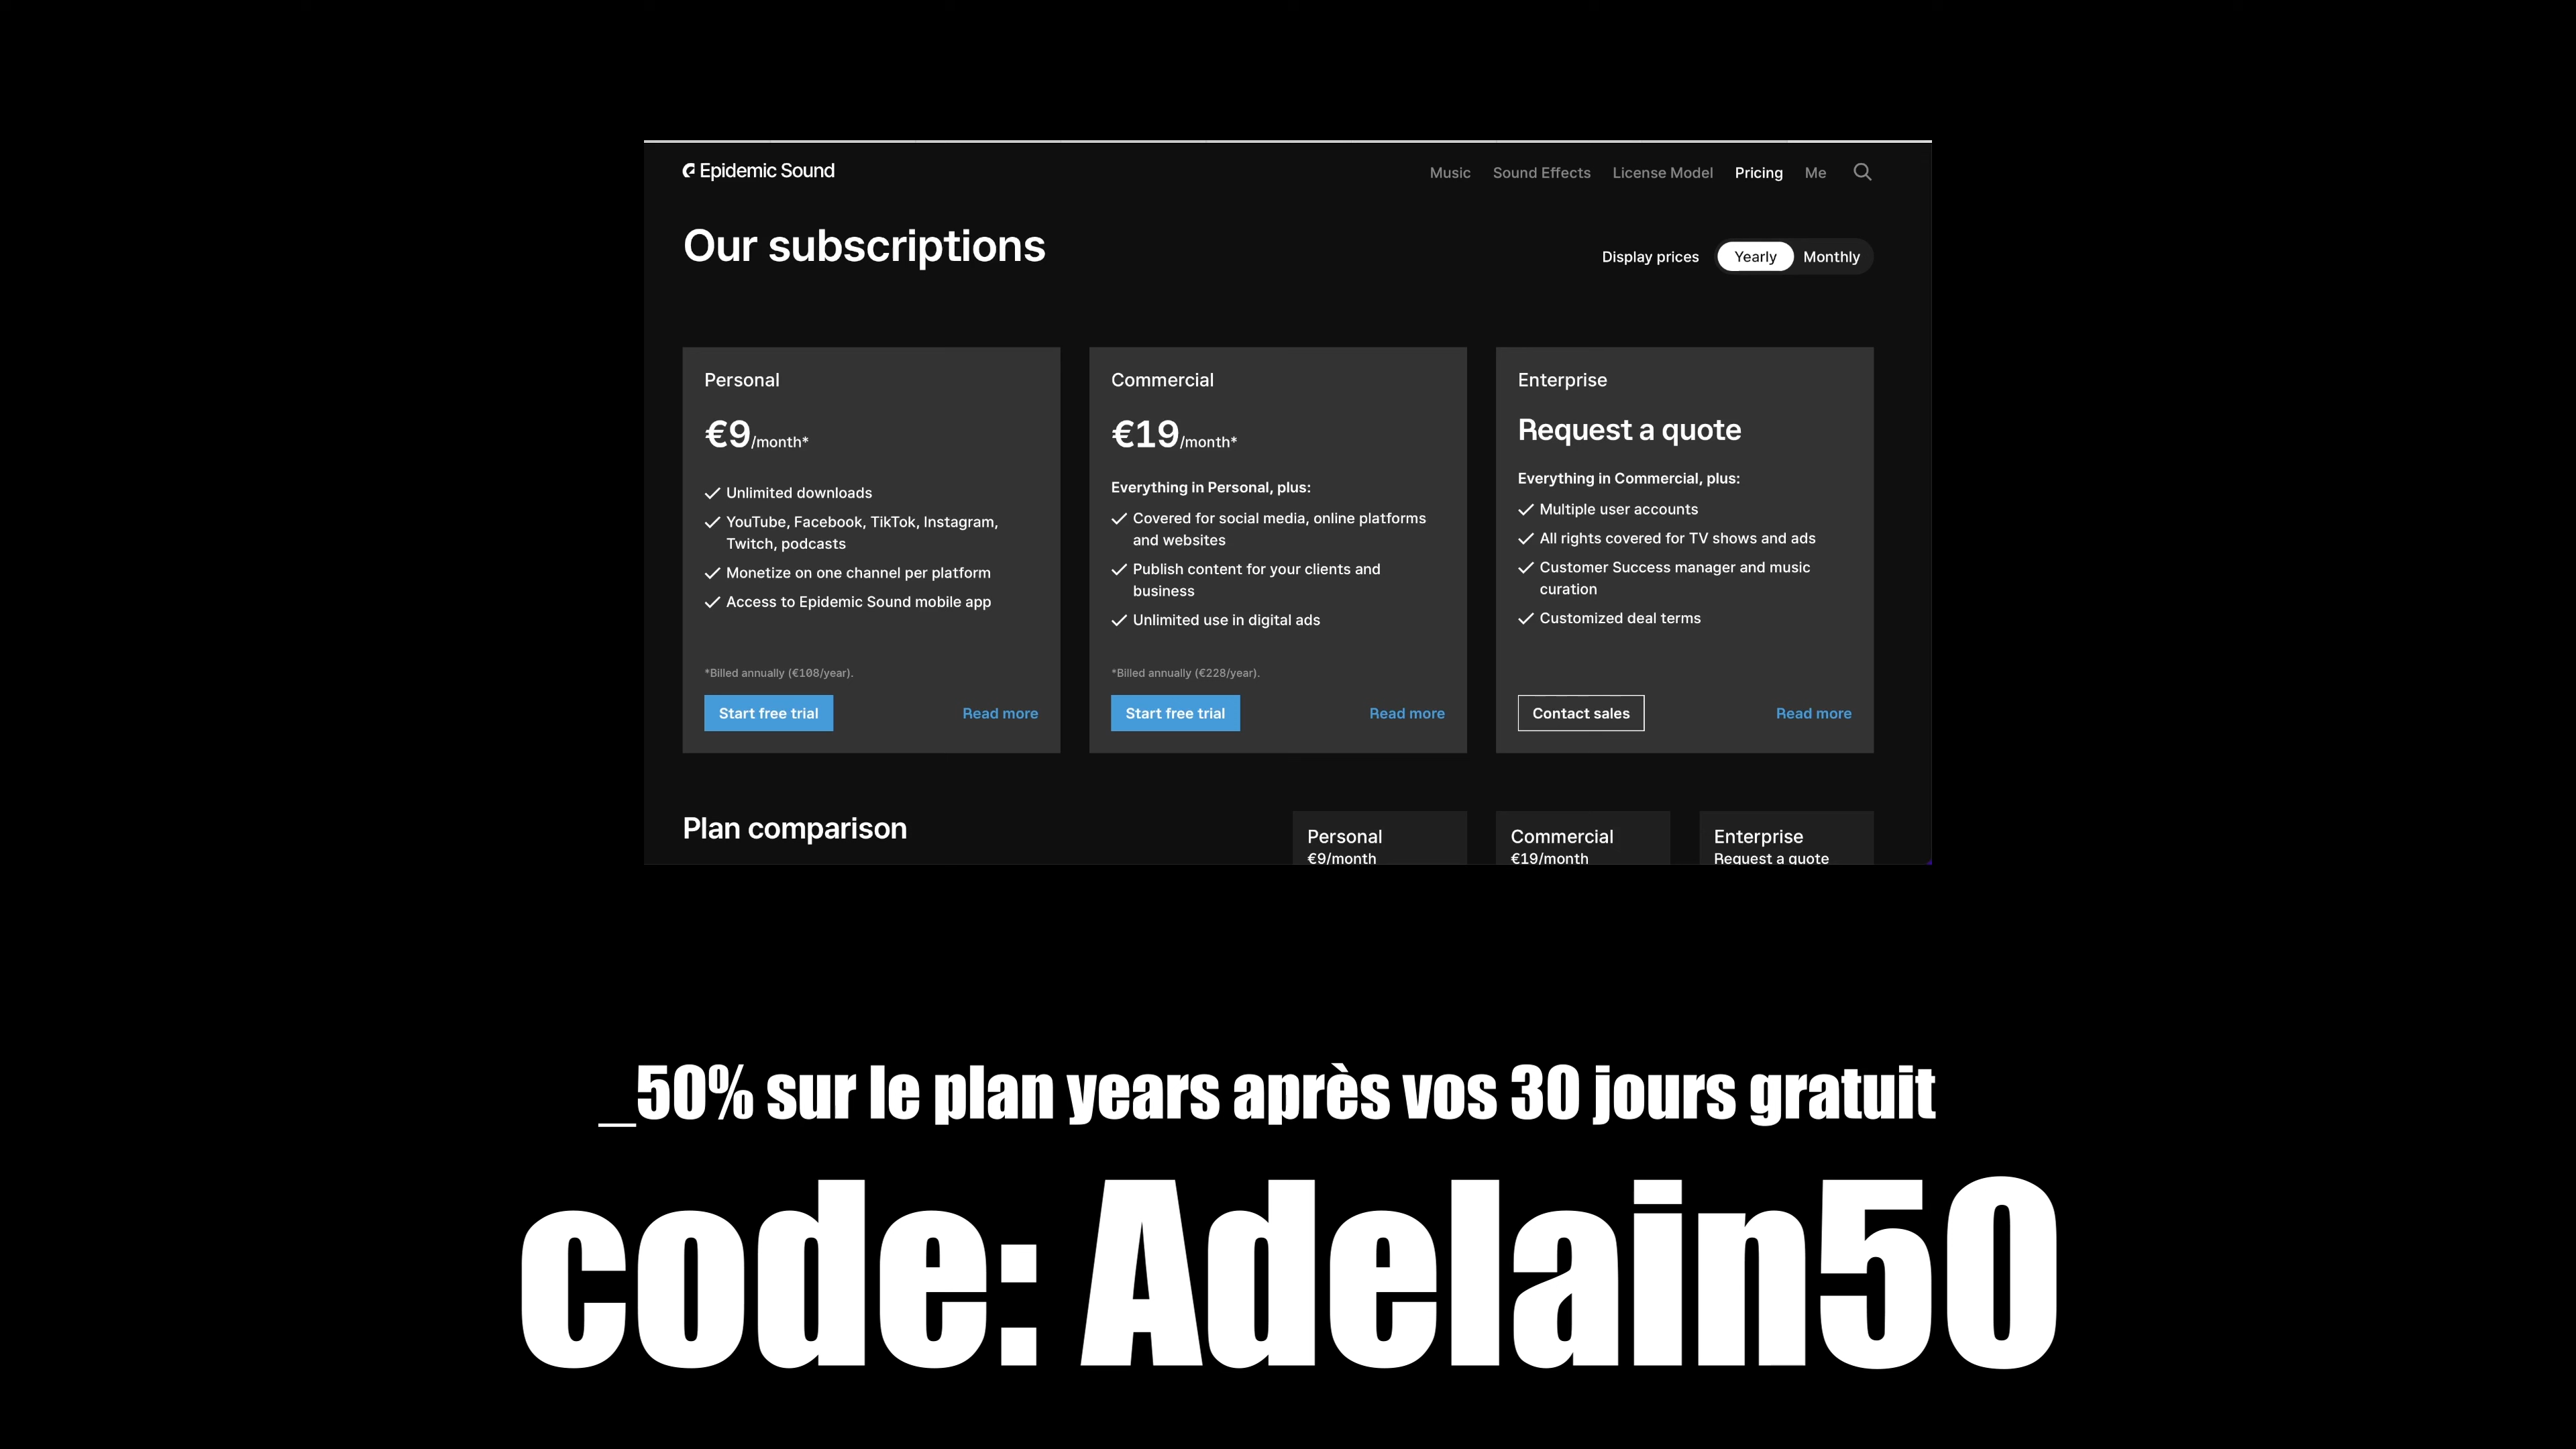 Epidemic Sound
Music Sound Effects License Model Pricing Me
Our subscriptions
Display prices Yearly Monthly
Personal
€9/month*
Unlimited downloads
YouTube, Facebook, TikTok, Instagram,
Twitch, podcasts
Monetize on one channel per platform
Access to Epidemic Sound mobile app
*Billed annually (€108/year).
Start free trial Read more
Commercial
€19/month*
Everything in Personal, plus:
Covered for social media, online platforms
and websites
Publish content for your clients and
business
Unlimited use in digital ads
*Billed annually (€228/year).
Start free trial Read more
Enterprise
Request a quote
Everything in Commercial, plus:
Multiple user accounts
All rights covered for TV shows and ads
Customer Success manager and music
curation
Customized deal terms
Contact sales Read more
Plan comparison
Personal
€9/month
Commercial
€19/month
Enterprise
Request a quote
_50% sur le plan years après vos 30 jours gratuit
code: Adelain50